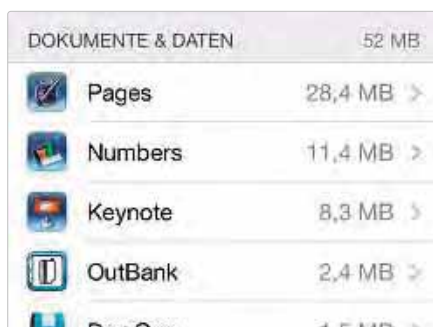 DOKUMENTE & DATEN 52 MB
Pages 28,4 MB
Numbers 11,4 MB
Keynote 8,3 MB
OutBank 2,4 MB